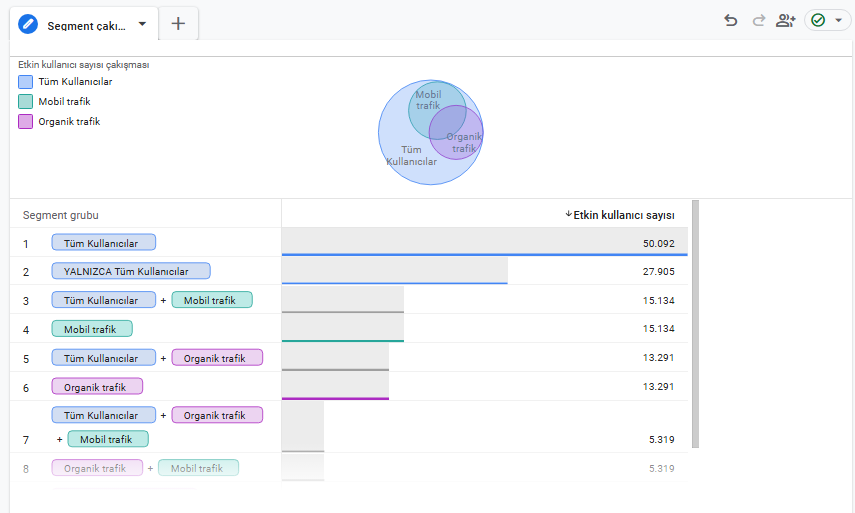 Segment çakı...
Etkin kullanıcı sayısı çakışması
Tüm Kullanıcılar
Mobil trafik
Organik trafik
Mobil
trafik
Organik
trafik
Tüm
Kullanıcılar
Segment grubu
Etkin kullanıcı sayısı
1 Tüm Kullanıcılar 50.092
2 YALNIZCA Tüm Kullanıcılar 27.905
3 Tüm Kullanıcılar + Mobil trafik 15.134
4 Mobil trafik 15.134
5 Tüm Kullanıcılar + Organik trafik 13.291
6 Organik trafik 13.291
Tüm Kullanıcılar + Organik trafik
7 + Mobil trafik 5.319
8 Organik trafik + Mobil trafik 5.319